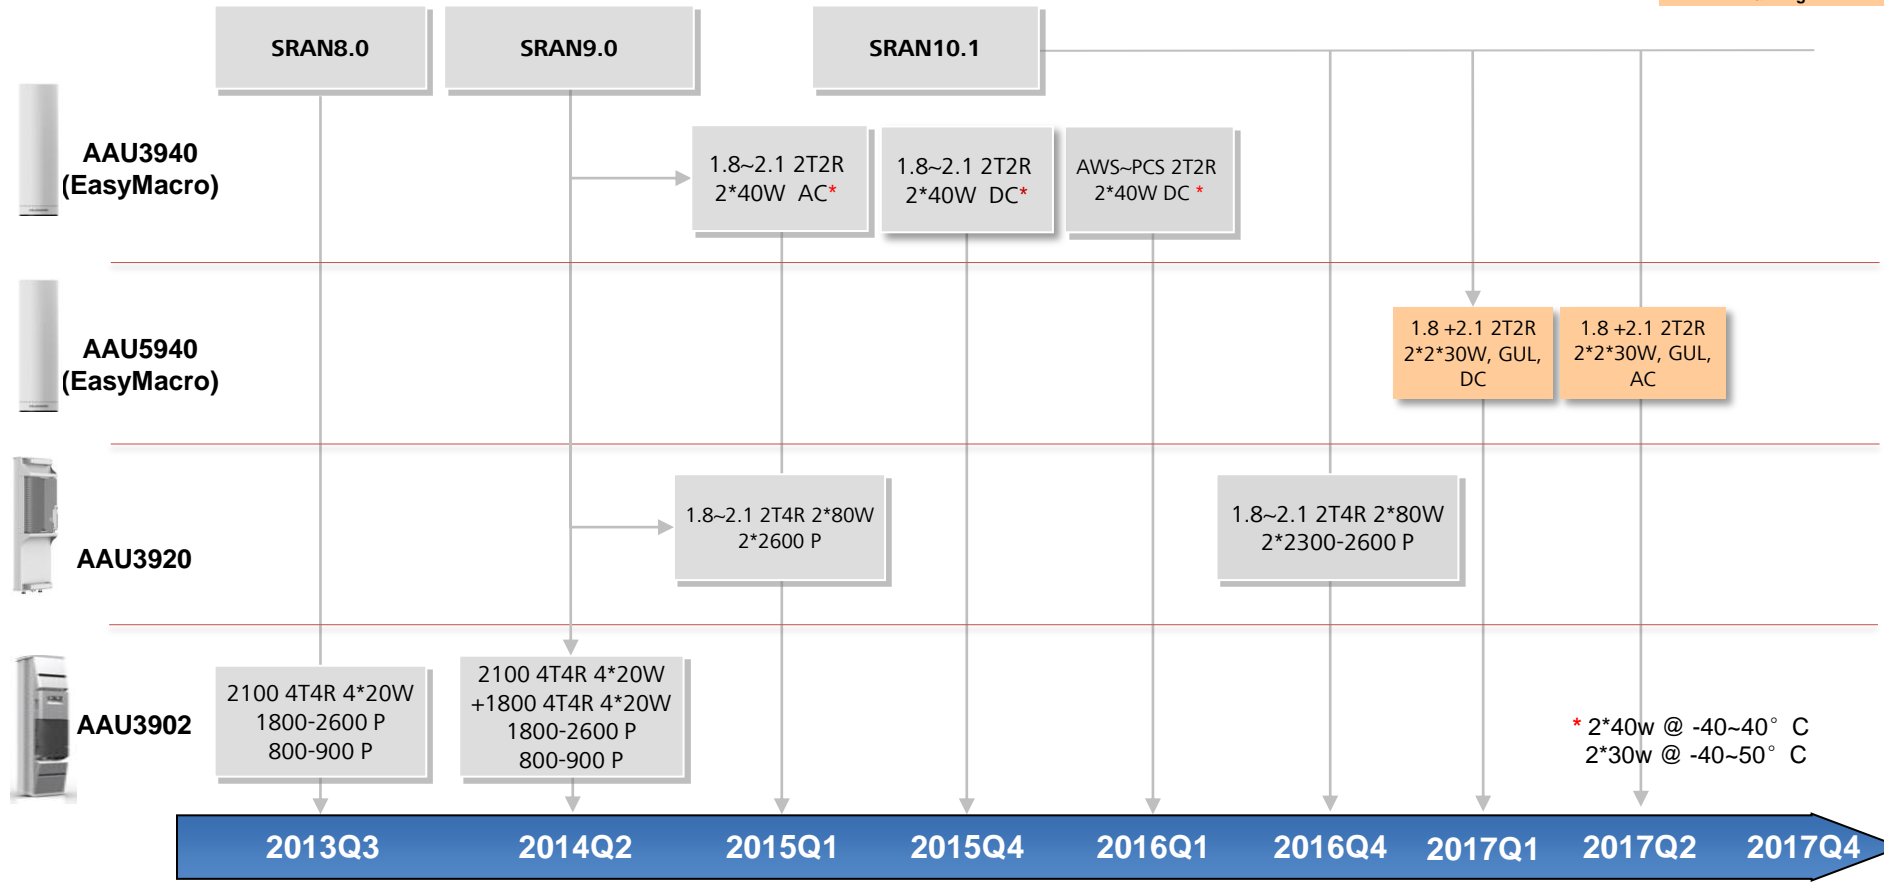 SRAN8.0
SRAN9.0
SRAN10.1
AAU3940
(EasyMacro)
1.8~2.1 2T2R
2*40W AC*
1.8~2.1 2T2R
2*40W DC*
AWS~PCS 2T2R
2*40W DC *
AAU5940
(EasyMacro)
1.8 +2.1 2T2R
2*2*30W, GUL,
DC
1.8 +2.1 2T2R
2*2*30W, GUL,
AC
AAU3920
1.8~2.1 2T4R 2*80W
2*2600 P
1.8~2.1 2T4R 2*80W
2*2300-2600 P
AAU3902
2100 4T4R 4*20W
1800-2600 P
800-900 P
2100 4T4R 4*20W
+1800 4T4R 4*20W
1800-2600 P
800-900 P
* 2*40w @ -40~40° C
2*30w @ -40~50° C
2013Q3
2014Q2
2015Q1
2015Q4
2016Q1
2016Q4
2017Q1
2017Q2
2017Q4